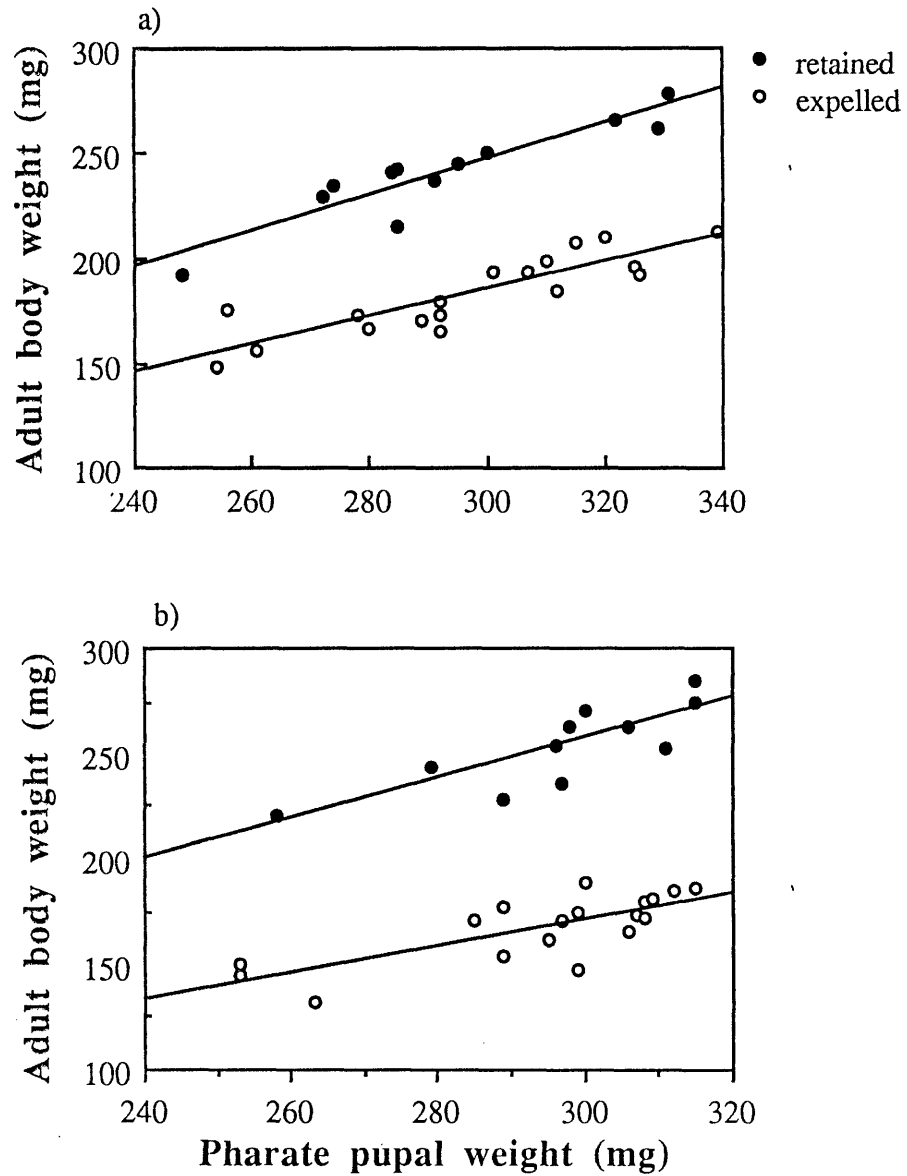 a)
Adult body weight (mg)
300
250
200
150
100
240 260 280 300 320 340
● retained
○ expelled
b)
Adult body weight (mg)
300
250
200
150
100
240 260 280 300 320
Pharate pupal weight (mg)